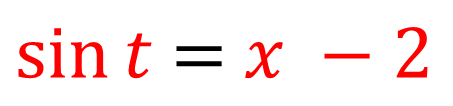 sin t = x − 2